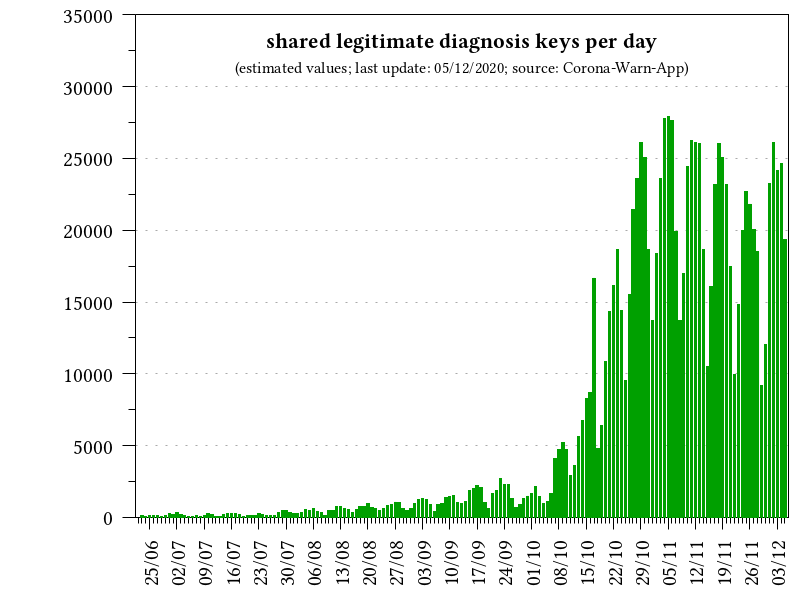 shared legitimate diagnosis keys per day
(estimated values; last update: 05/12/2020; source: Corona-Warn-App)
35000
30000
25000
20000
15000
10000
5000
0
25/06 02/07 09/07 16/07 23/07 30/07 06/08 13/08 20/08 27/08 03/09 10/09 17/09 24/09 01/10 08/10 15/10 22/10 29/10 05/11 12/11 19/11 26/11 03/12